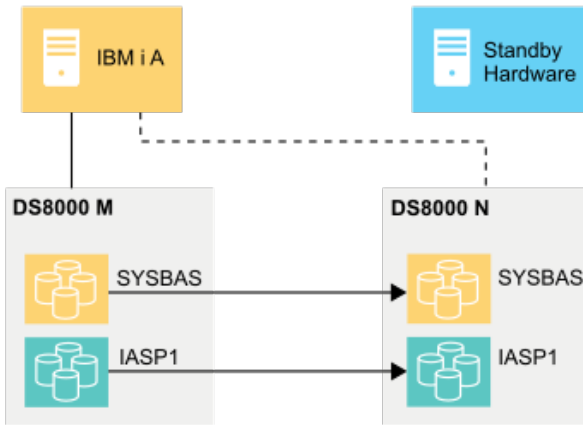 IBM i A
Standby
Hardware
DS8000 M
DS8000 N
SYSBAS
SYSBAS
IASP1
IASP1